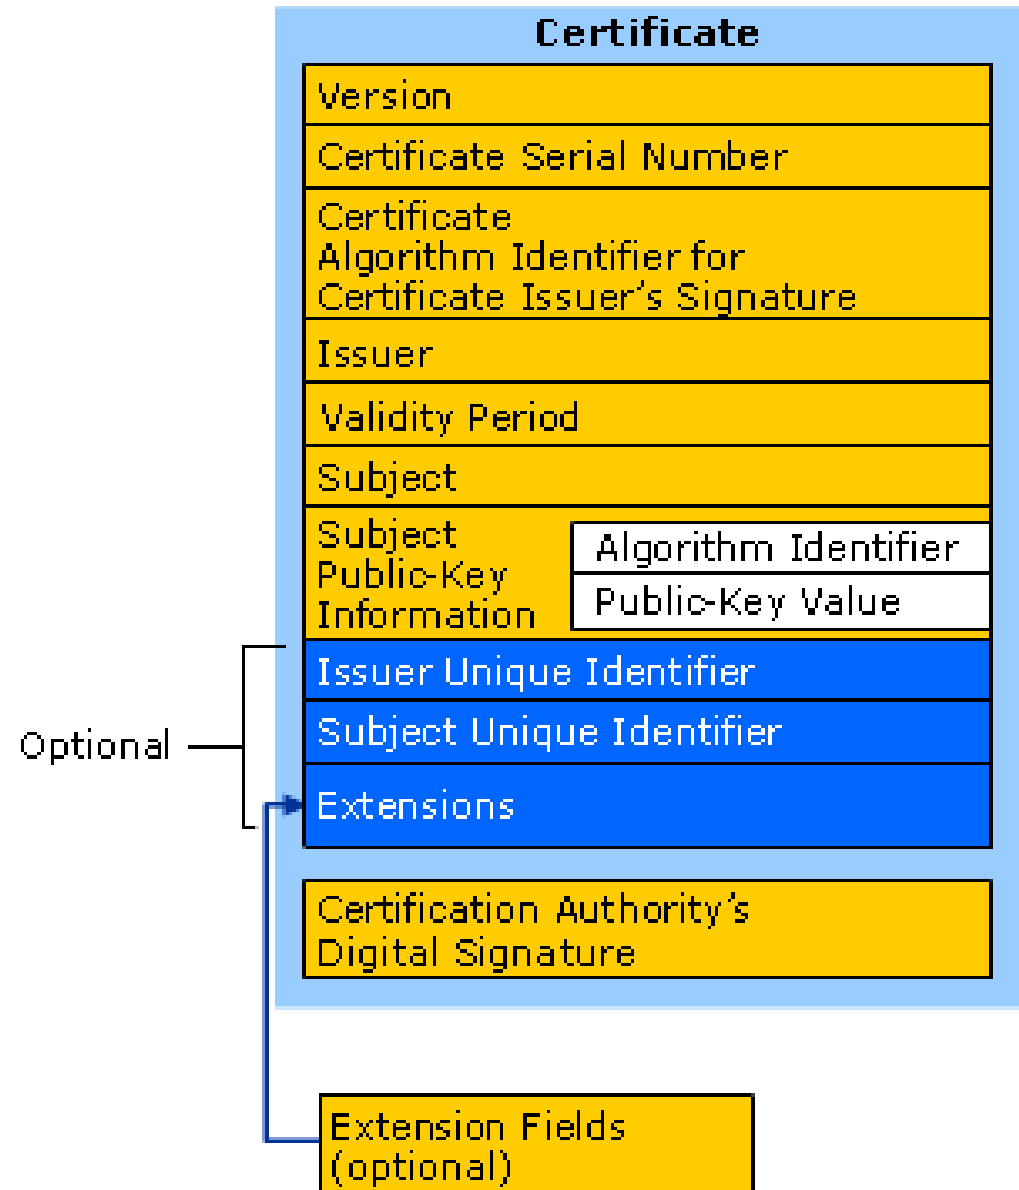 Certificate
Version
Certificate Serial Number
Certificate
Algorithm Identifier for
Certificate Issuer's Signature
Issuer
Validity Period
Subject
Subject
Public-Key
Information
Algorithm Identifier
Public-Key Value
Issuer Unique Identifier
Subject Unique Identifier
Optional
Extensions
Certification Authority's
Digital Signature
Extension Fields
(optional)